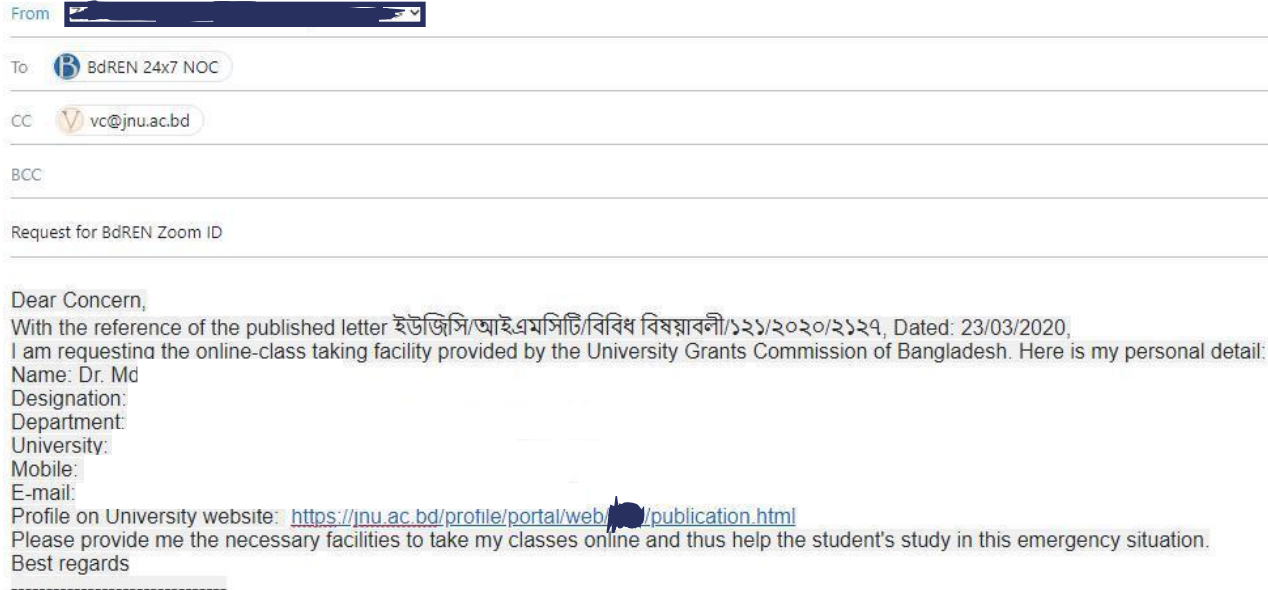 From
To BdREN 24x7 NOC
CC V vc@jnu.ac.bd
BCC
Request for BdREN Zoom ID
Dear Concern,
With the reference of the published letter ইউজিসি/আইএমসিটি/বিবিধ বিষয়াবলী/১২১/২০২০/২১২৭, Dated: 23/03/2020,
I am requesting the online-class taking facility provided by the University Grants Commission of Bangladesh. Here is my personal detail:
Name: Dr. Md
Designation:
Department:
University:
Mobile:
E-mail:
Profile on University website: https://jnu.ac.bd/profile/portal/web/ /publication.html
Please provide me the necessary facilities to take my classes online and thus help the student's study in this emergency situation.
Best regards
-------------------------------